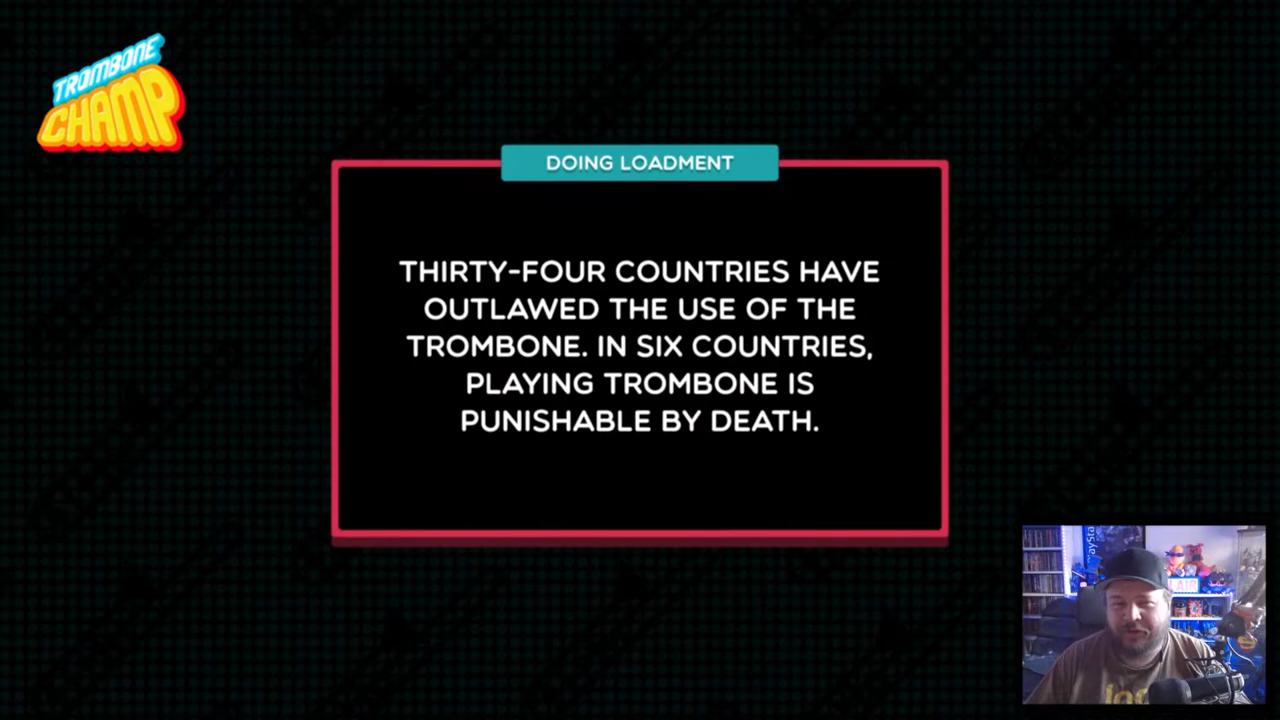 TROMBONE
CHAMP
DOING LOADMENT
THIRTY-FOUR COUNTRIES HAVE
OUTLAWED THE USE OF THE
TROMBONE. IN SIX COUNTRIES,
PLAYING TROMBONE IS
PUNISHABLE BY DEATH.